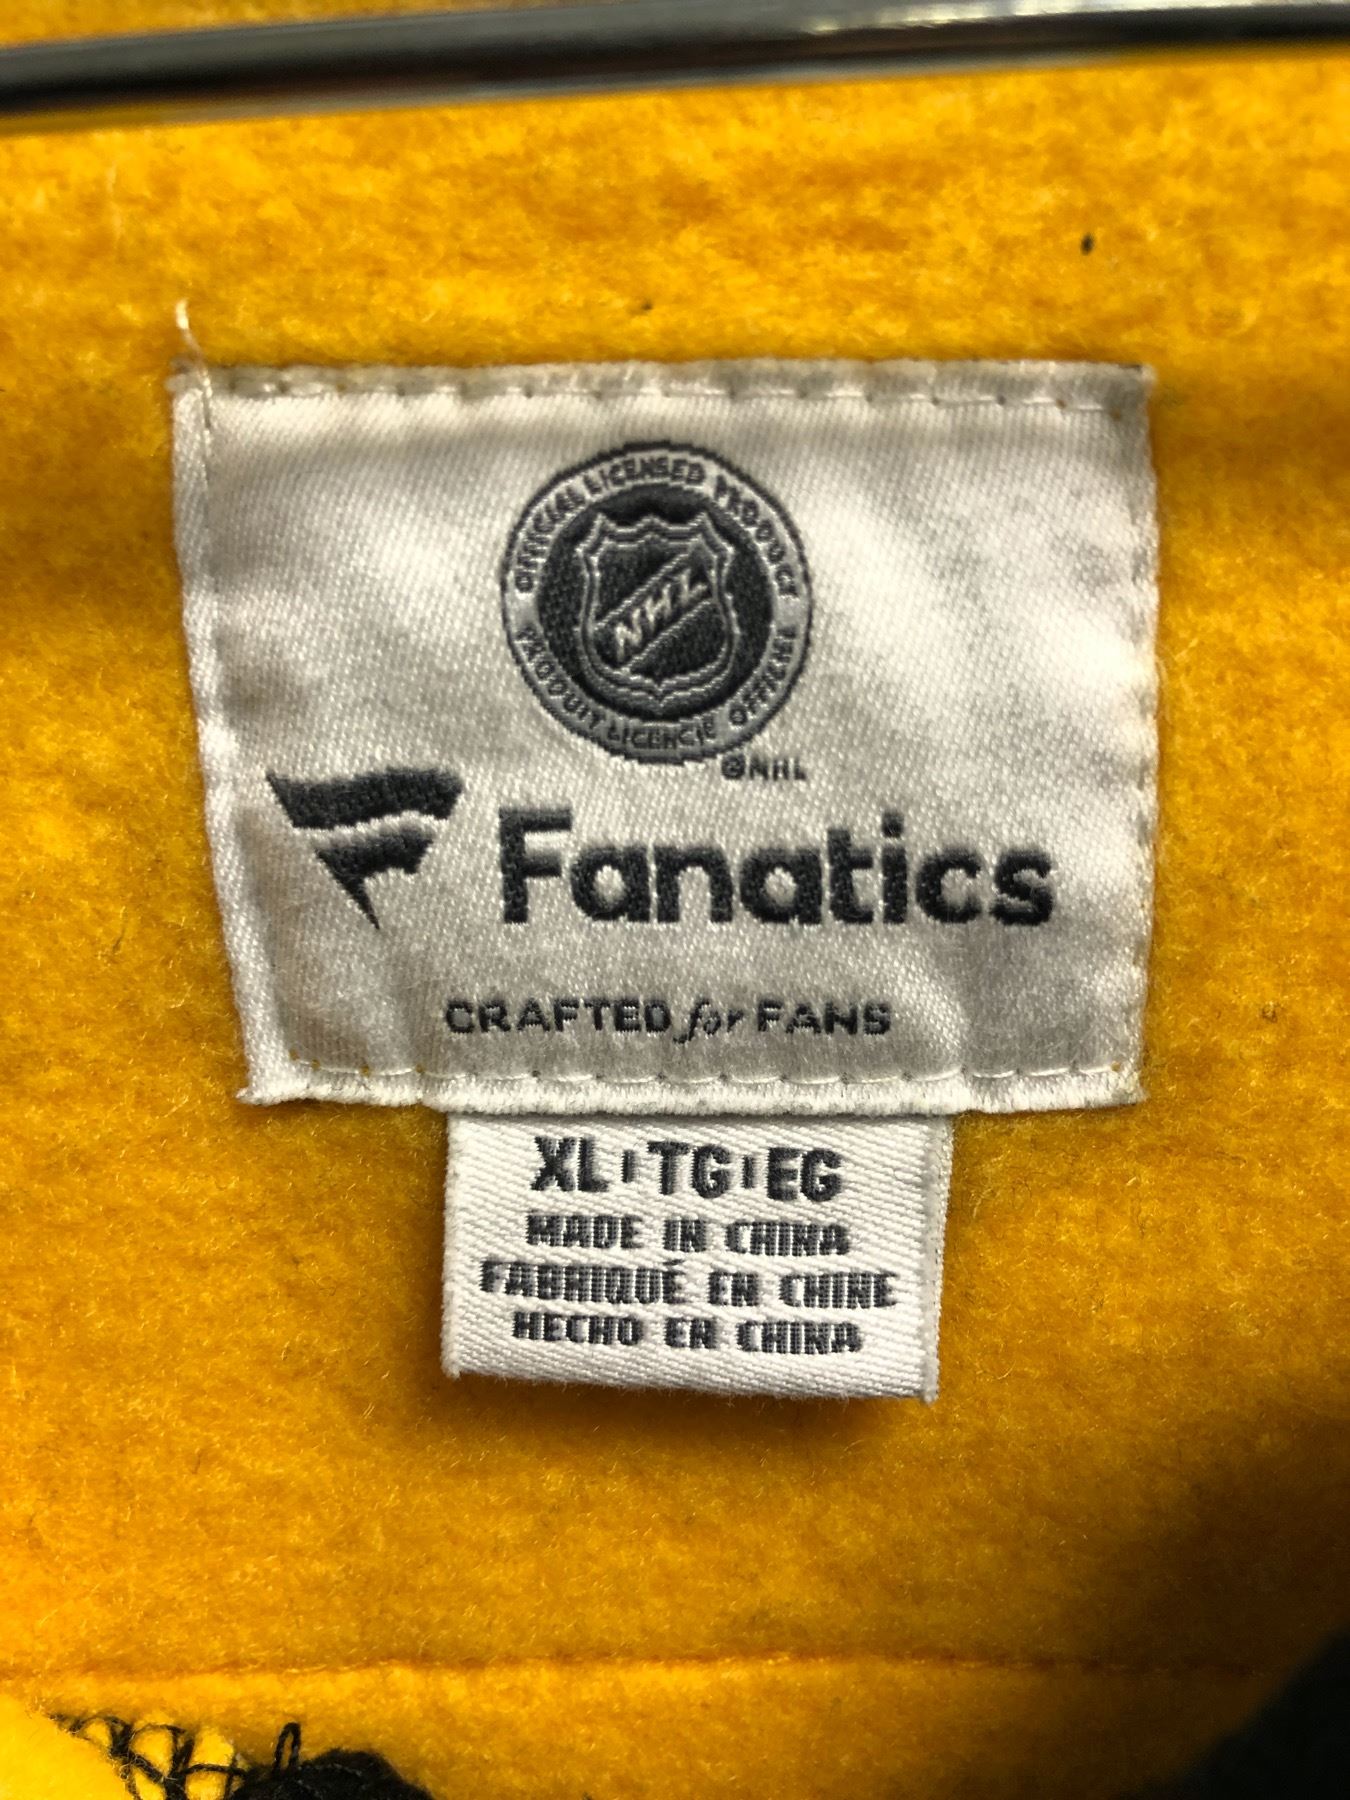 OFFICIAL LICENSED PRODUCT
NHL
PRODUIT LICENCIÉ OFFICIEL
©NHL
Fanatics
CRAFTED for FANS
XL | TG | EG
MADE IN CHINA
FABRIQUÉ EN CHINE
HECHO EN CHINA